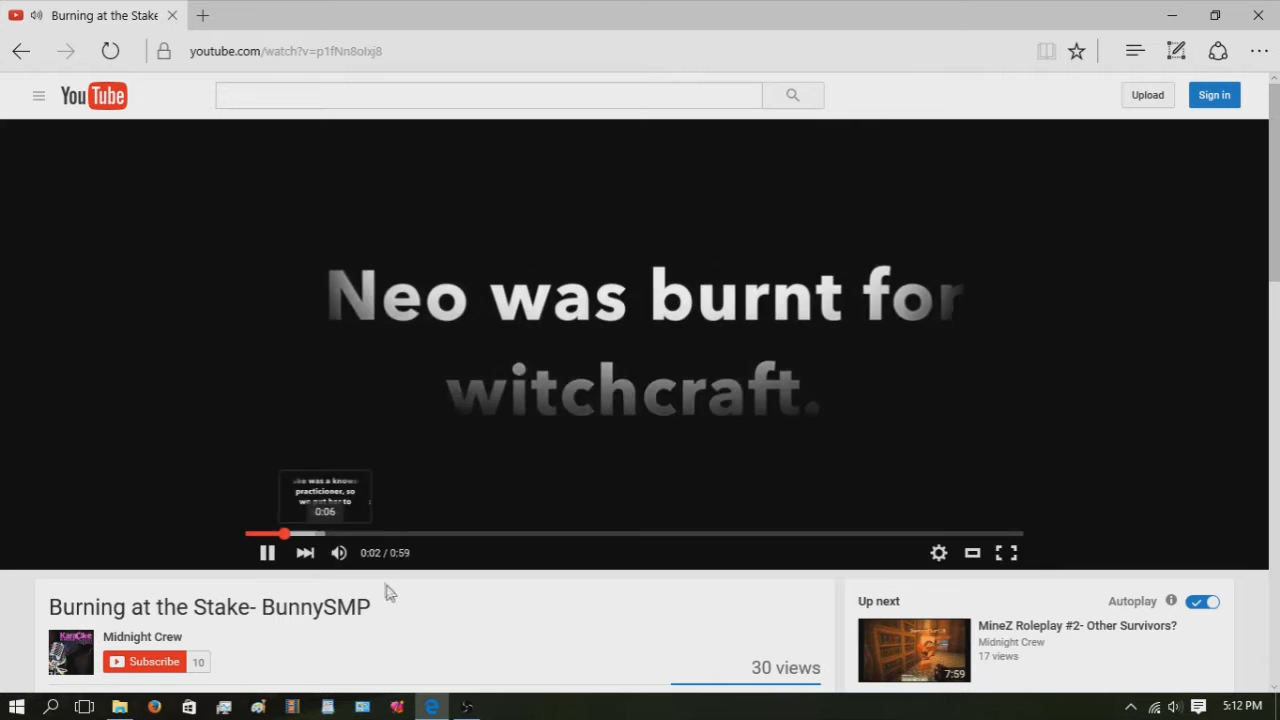 Burning at the Stake
youtube.com/watch?v=p1fNn8oIxj8
YouTube
Upload
Sign in
Neo was burnt for
witchcraft.
practicioner, so
0:06
0:02 / 0:59
Burning at the Stake- BunnySMP
Midnight Crew
Subscribe 10
30 views
Up next
Autoplay
MineZ Roleplay #2- Other Survivors?
Midnight Crew
17 views
7:59
5:12 PM